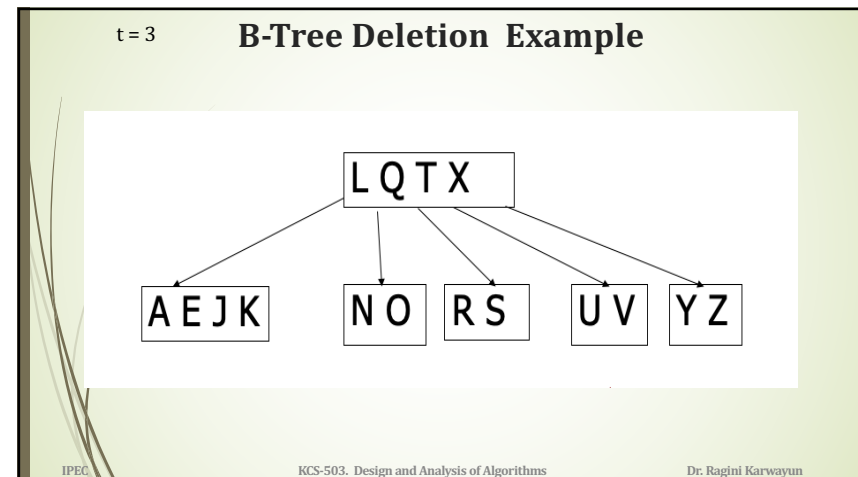 t = 3
B-Tree Deletion Example
L Q T X
A E J K
N O
R S
U V
Y Z
IPEC
KCS-503. Design and Analysis of Algorithms
Dr. Ragini Karwayun